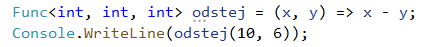 Func<int, int, int> odstej = (x, y) => x - y;
Console.WriteLine(odstej(10, 6));